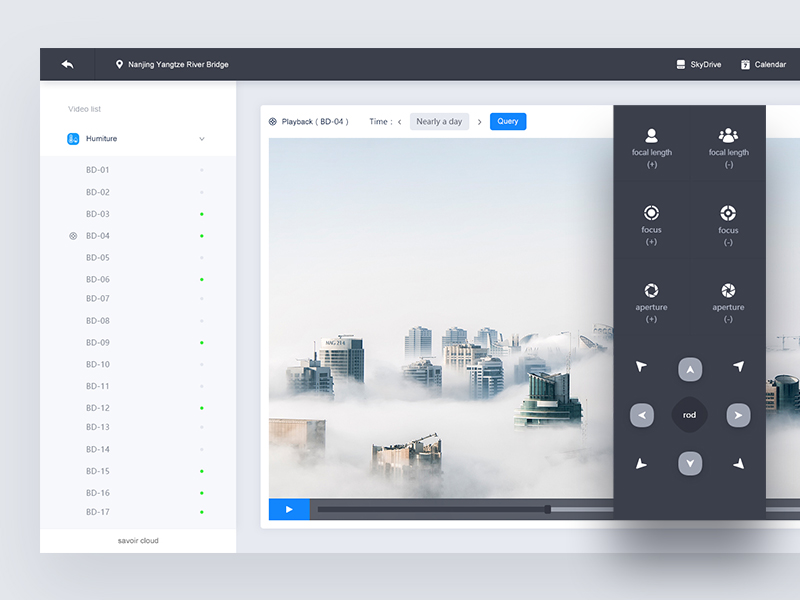 Nanjing Yangtze River Bridge
SkyDrive
Calendar
Video list
Humiture
BD-01
BD-02
BD-03
BD-04
BD-05
BD-06
BD-07
BD-08
BD-09
BD-10
BD-11
BD-12
BD-13
BD-14
BD-15
BD-16
BD-17
savoir cloud
Playback ( BD-04 )
Time : < Nearly a day > Query
focal length
(+)
focal length
(-)
focus
(+)
focus
(-)
aperture
(+)
aperture
(-)
rod